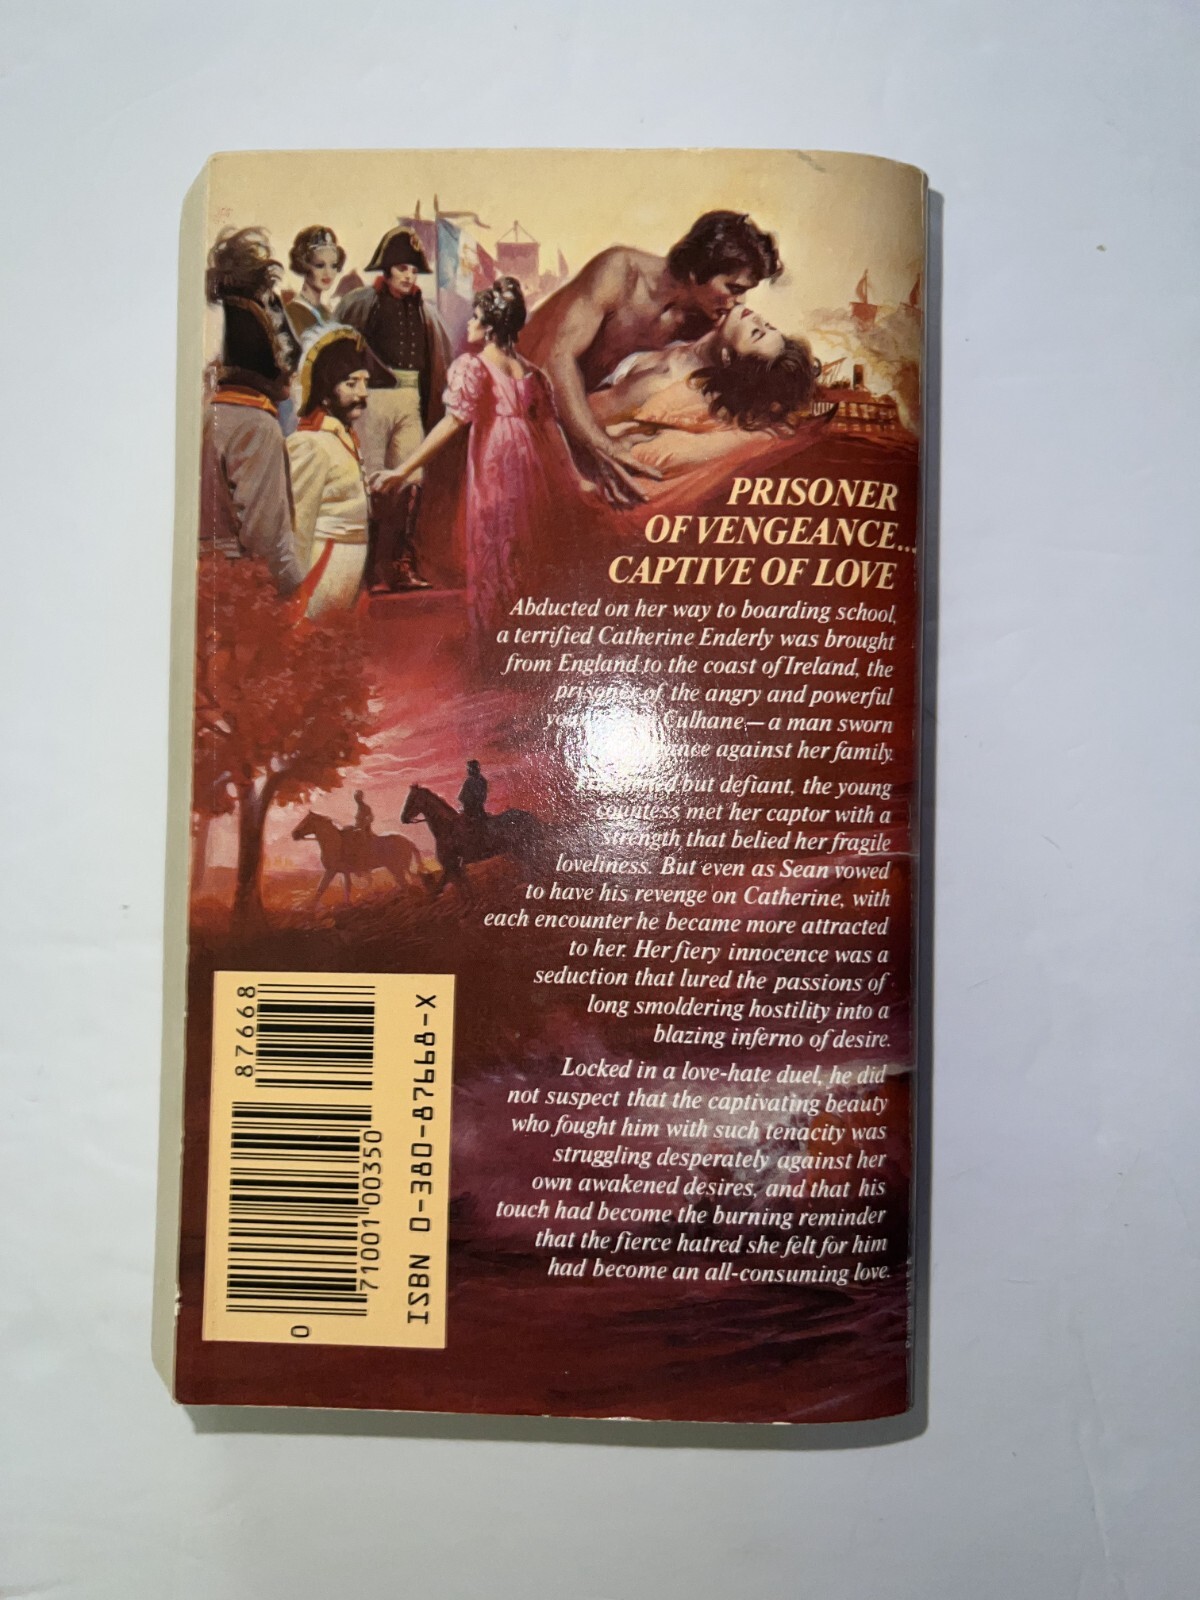 PRISONER
OF VENGEANCE...
CAPTIVE OF LOVE
Abducted on her way to boarding school,
a terrified Catherine Enderly was brought
from England to the coast of Ireland, the
prisoner of the angry and powerful
Culhane—a man sworn
against her family.
but defiant, the young
countess met her captor with a
strength that belied her fragile
loveliness. But even as Sean vowed
to have his revenge on Catherine, with
each encounter he became more attracted
to her. Her fiery innocence was a
seduction that lured the passions of
long smoldering hostility into a
blazing inferno of desire.
Locked in a love-hate duel, he did
not suspect that the captivating beauty
who fought him with such tenacity was
struggling desperately against her
own awakened desires, and that his
touch had become the burning reminder
that the fierce hatred she felt for him
had become an all-consuming love.
87668
0
71001 00350
ISBN 0-380-87668-X